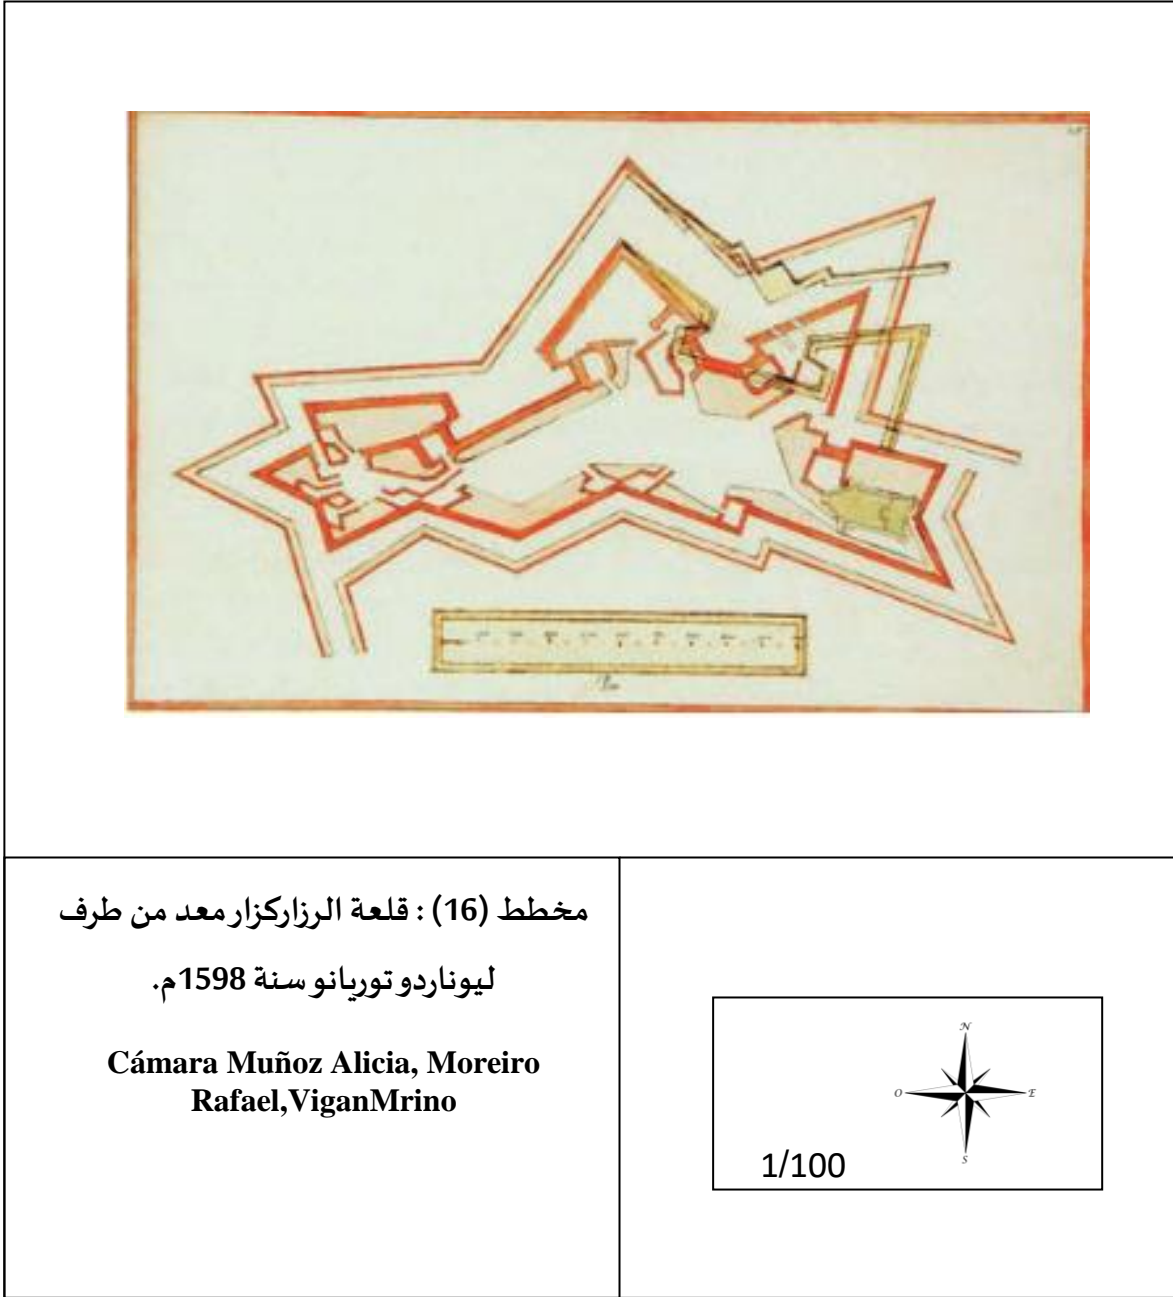 مخطط (16) : قلعة الرزاركزار معد من طرف
ليوناردو توريانو سنة 1598م.
Cámara Muñoz Alicia, Moreiro
Rafael,ViganMrino
N
O
E
S
1/100